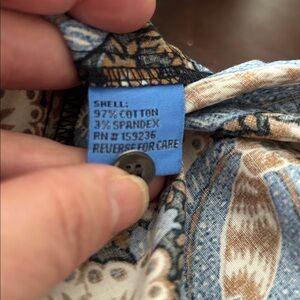 SHELL:
97% COTTON
3% SPANDEX
RN# 159236
REVERSE FOR CARE